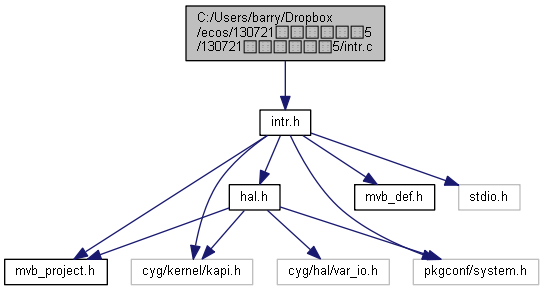 C:/Users/barry/Dropbox
/ecos/130721□□□□□□5
/130721□□□□□□5/intr.c
intr.h
hal.h
mvb_def.h
stdio.h
mvb_project.h
cyg/kernel/kapi.h
cyg/hal/var_io.h
pkgconf/system.h